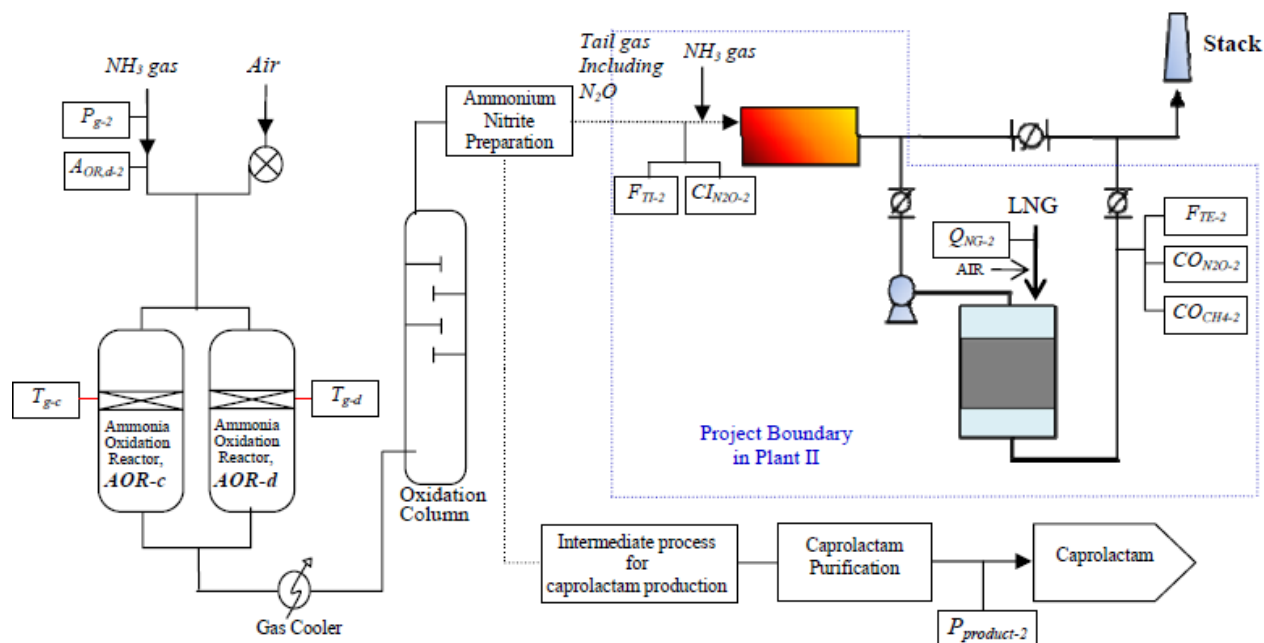 NH3 gas
Air
Pg-2
AOR,d-2
Tg-c
Tg-d
Ammonia
Oxidation
Reactor,
AOR-c
Ammonia
Oxidation
Reactor,
AOR-d
Gas Cooler
Oxidation
Column
Ammonium
Nitrite
Preparation
Tail gas
Including
N2O
NH3 gas
FTI-2
CIN2O-2
Stack
LNG
QNG-2
AIR
FTE-2
CON2O-2
COCH4-2
Project Boundary
in Plant II
Intermediate process
for
caprolactam production
Caprolactam
Purification
Caprolactam
Pproduct-2